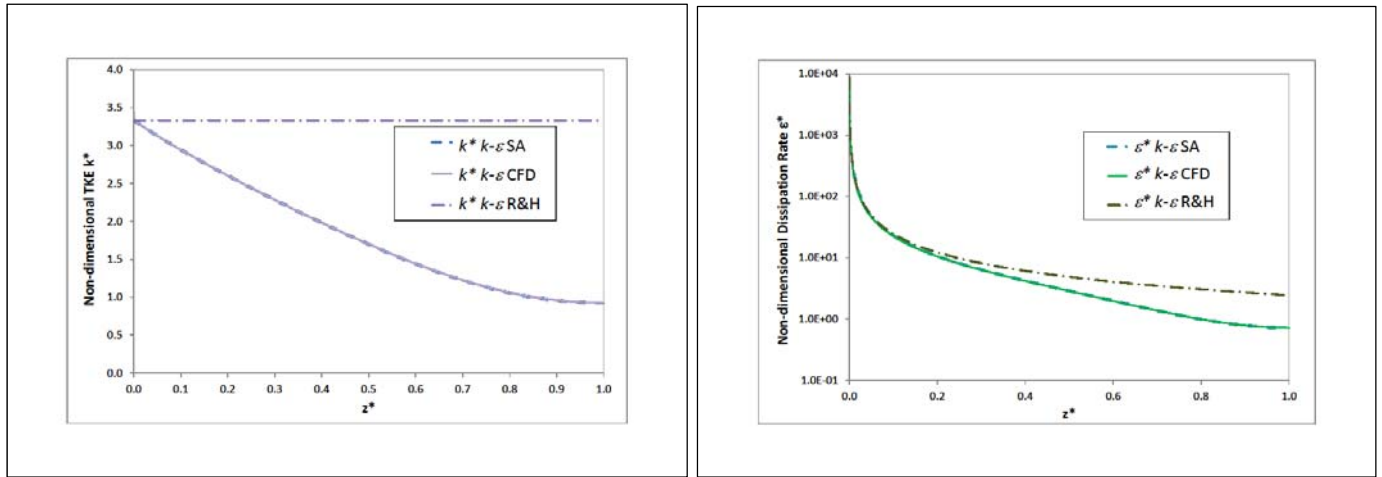 4.0
3.5
3.0
2.5
2.0
1.5
1.0
0.5
0.0
Non-dimensional TKE k*
k* k-ε SA
k* k-ε CFD
k* k-ε R&H
0.0 0.1 0.2 0.3 0.4 0.5 0.6 0.7 0.8 0.9 1.0
z*
1.0E+04
1.0E+03
1.0E+02
1.0E+01
1.0E+00
1.0E-01
Non-dimensional Dissipation Rate ε*
ε* k-ε SA
ε* k-ε CFD
ε* k-ε R&H
0.0 0.2 0.4 0.6 0.8 1.0
z*